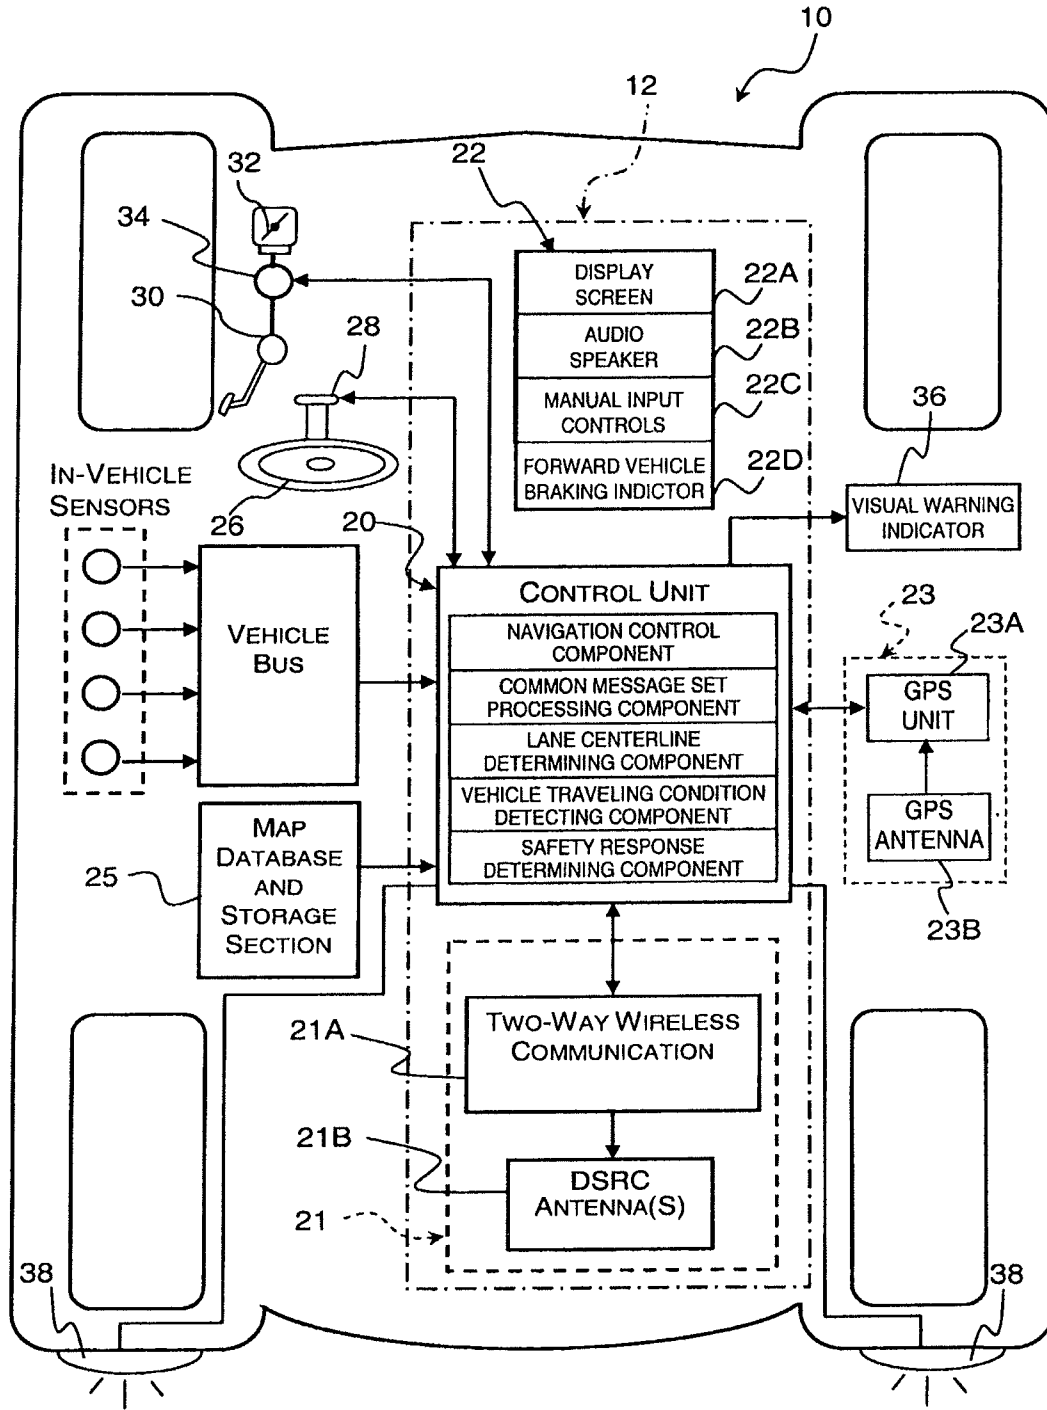 10
12
22
32
34
30
28
26
20
DISPLAY
SCREEN
22A
AUDIO
SPEAKER
22B
MANUAL INPUT
CONTROLS
22C
FORWARD VEHICLE
BRAKING INDICTOR
22D
36
VISUAL WARNING
INDICATOR
IN-VEHICLE
SENSORS
VEHICLE
BUS
CONTROL UNIT
NAVIGATION CONTROL
COMPONENT
COMMON MESSAGE SET
PROCESSING COMPONENT
LANE CENTERLINE
DETERMINING COMPONENT
VEHICLE TRAVELING CONDITION
DETECTING COMPONENT
SAFETY RESPONSE
DETERMINING COMPONENT
23
23A
GPS
UNIT
GPS
ANTENNA
23B
25
MAP
DATABASE
AND
STORAGE
SECTION
21A
TWO-WAY WIRELESS
COMMUNICATION
21B
DSRC
ANTENNA(S)
21
38
38